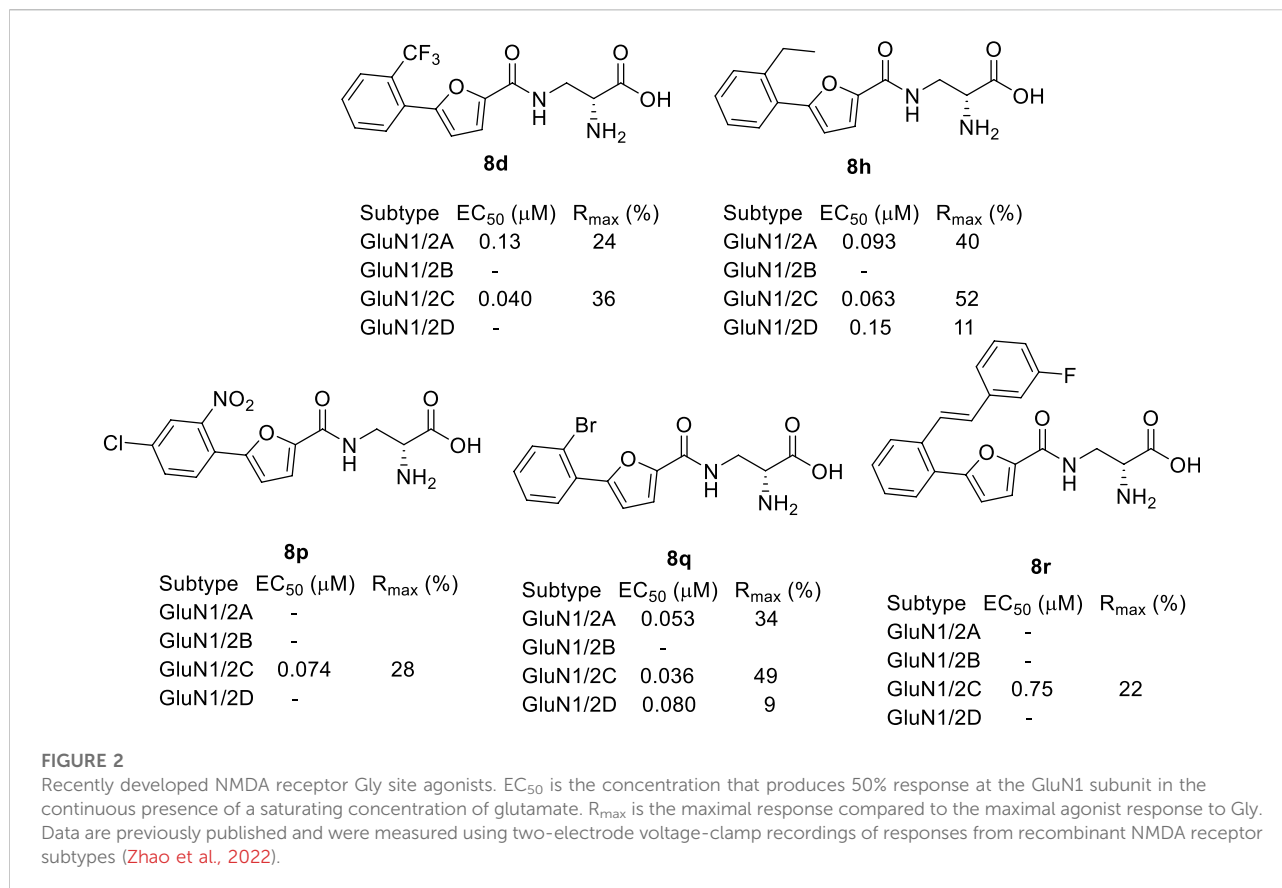 CF₃
O
O
O
N
H
NH₂
OH
8d
Subtype EC₅₀ (μM) Rₘₐₓ (%)
GluN1/2A 0.13 24
GluN1/2B -
GluN1/2C 0.040 36
GluN1/2D -
O
O
O
N
H
NH₂
OH
8h
Subtype EC₅₀ (μM) Rₘₐₓ (%)
GluN1/2A 0.093 40
GluN1/2B -
GluN1/2C 0.063 52
GluN1/2D 0.15 11
NO₂
Cl
O
O
O
N
H
NH₂
OH
8p
Subtype EC₅₀ (μM) Rₘₐₓ (%)
GluN1/2A -
GluN1/2B -
GluN1/2C 0.074 28
GluN1/2D -
Br
O
O
O
N
H
NH₂
OH
8q
Subtype EC₅₀ (μM) Rₘₐₓ (%)
GluN1/2A 0.053 34
GluN1/2B -
GluN1/2C 0.036 49
GluN1/2D 0.080 9
F
O
O
O
N
H
NH₂
OH
8r
Subtype EC₅₀ (μM) Rₘₐₓ (%)
GluN1/2A -
GluN1/2B -
GluN1/2C 0.75 22
GluN1/2D -
FIGURE 2
Recently developed NMDA receptor Gly site agonists. EC₅₀ is the concentration that produces 50% response at the GluN1 subunit in the
continuous presence of a saturating concentration of glutamate. Rₘₐₓ is the maximal response compared to the maximal agonist response to Gly.
Data are previously published and were measured using two-electrode voltage-clamp recordings of responses from recombinant NMDA receptor
subtypes (Zhao et al., 2022).